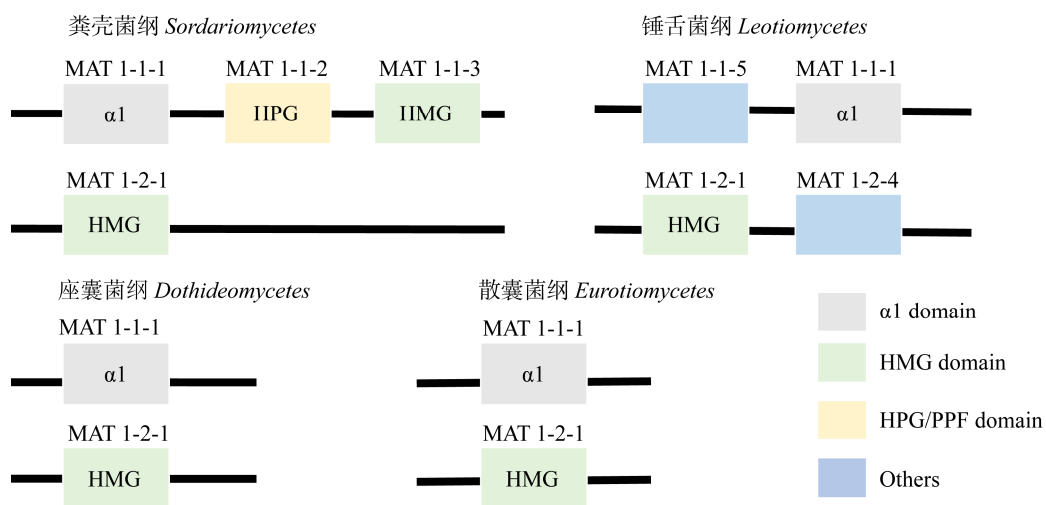 粪壳菌纲 Sordariomycetes
MAT 1-1-1 MAT 1-1-2 MAT 1-1-3
α1 HPG HMG
MAT 1-2-1
HMG
锤舌菌纲 Leotiomycetes
MAT 1-1-5 MAT 1-1-1
α1
MAT 1-2-1 MAT 1-2-4
HMG
座囊菌纲 Dothideomycetes
MAT 1-1-1
α1
MAT 1-2-1
HMG
散囊菌纲 Eurotiomycetes
MAT 1-1-1
α1
MAT 1-2-1
HMG
α1 domain
HMG domain
HPG/PPF domain
Others